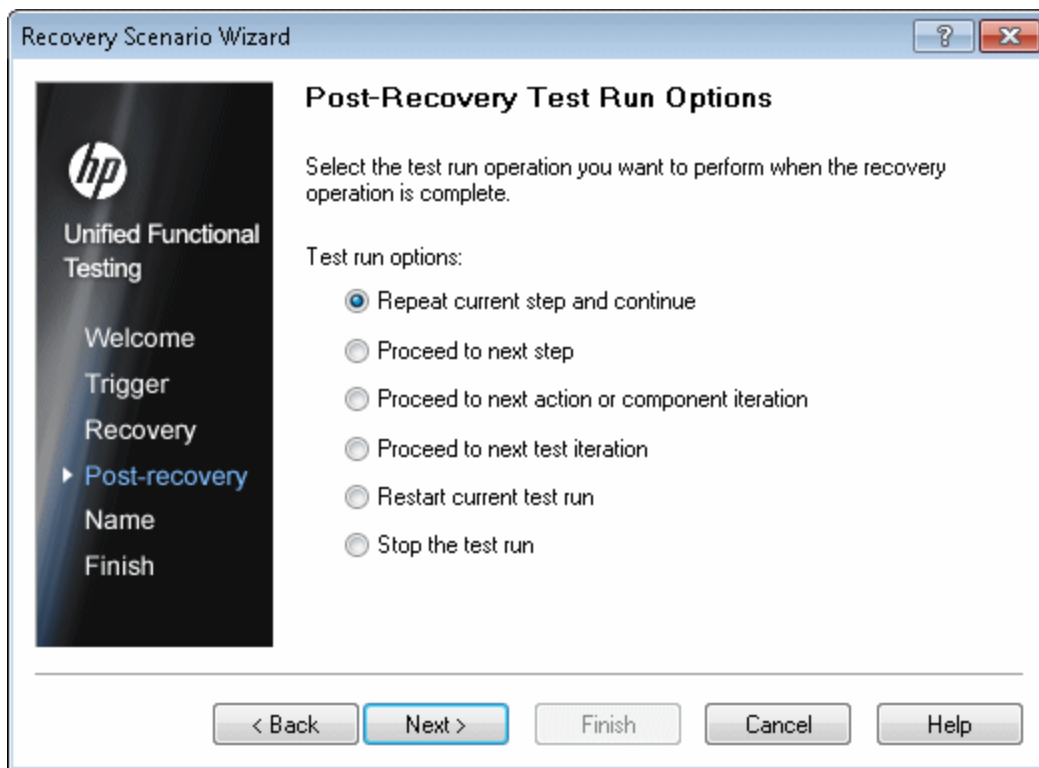 Recovery Scenario Wizard
?
hp
Unified Functional
Testing
Welcome
Trigger
Recovery
Post-recovery
Name
Finish
Post-Recovery Test Run Options
Select the test run operation you want to perform when the recovery
operation is complete.
Test run options:
Repeat current step and continue
Proceed to next step
Proceed to next action or component iteration
Proceed to next test iteration
Restart current test run
Stop the test run
< Back
Next >
Finish
Cancel
Help